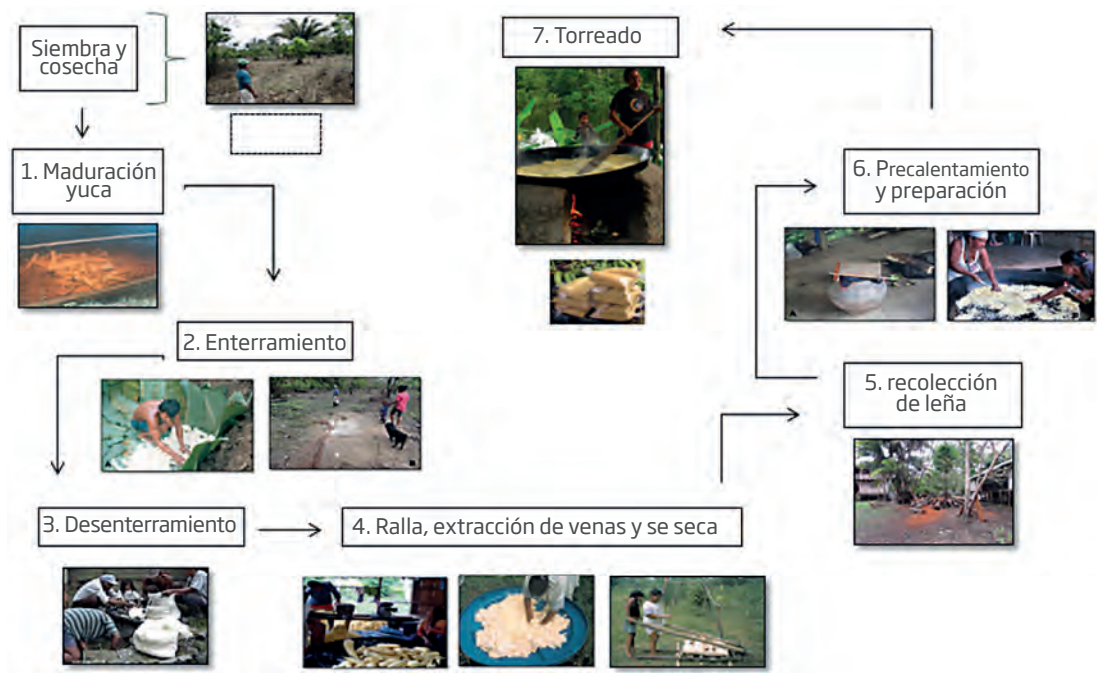 Siembra y
cosecha
1. Maduración
yuca
2. Enterramiento
3. Desenterramiento
4. Ralla, extracción de venas y se seca
5. recolección
de leña
6. Precalentamiento
y preparación
7. Torreado
A
B
A